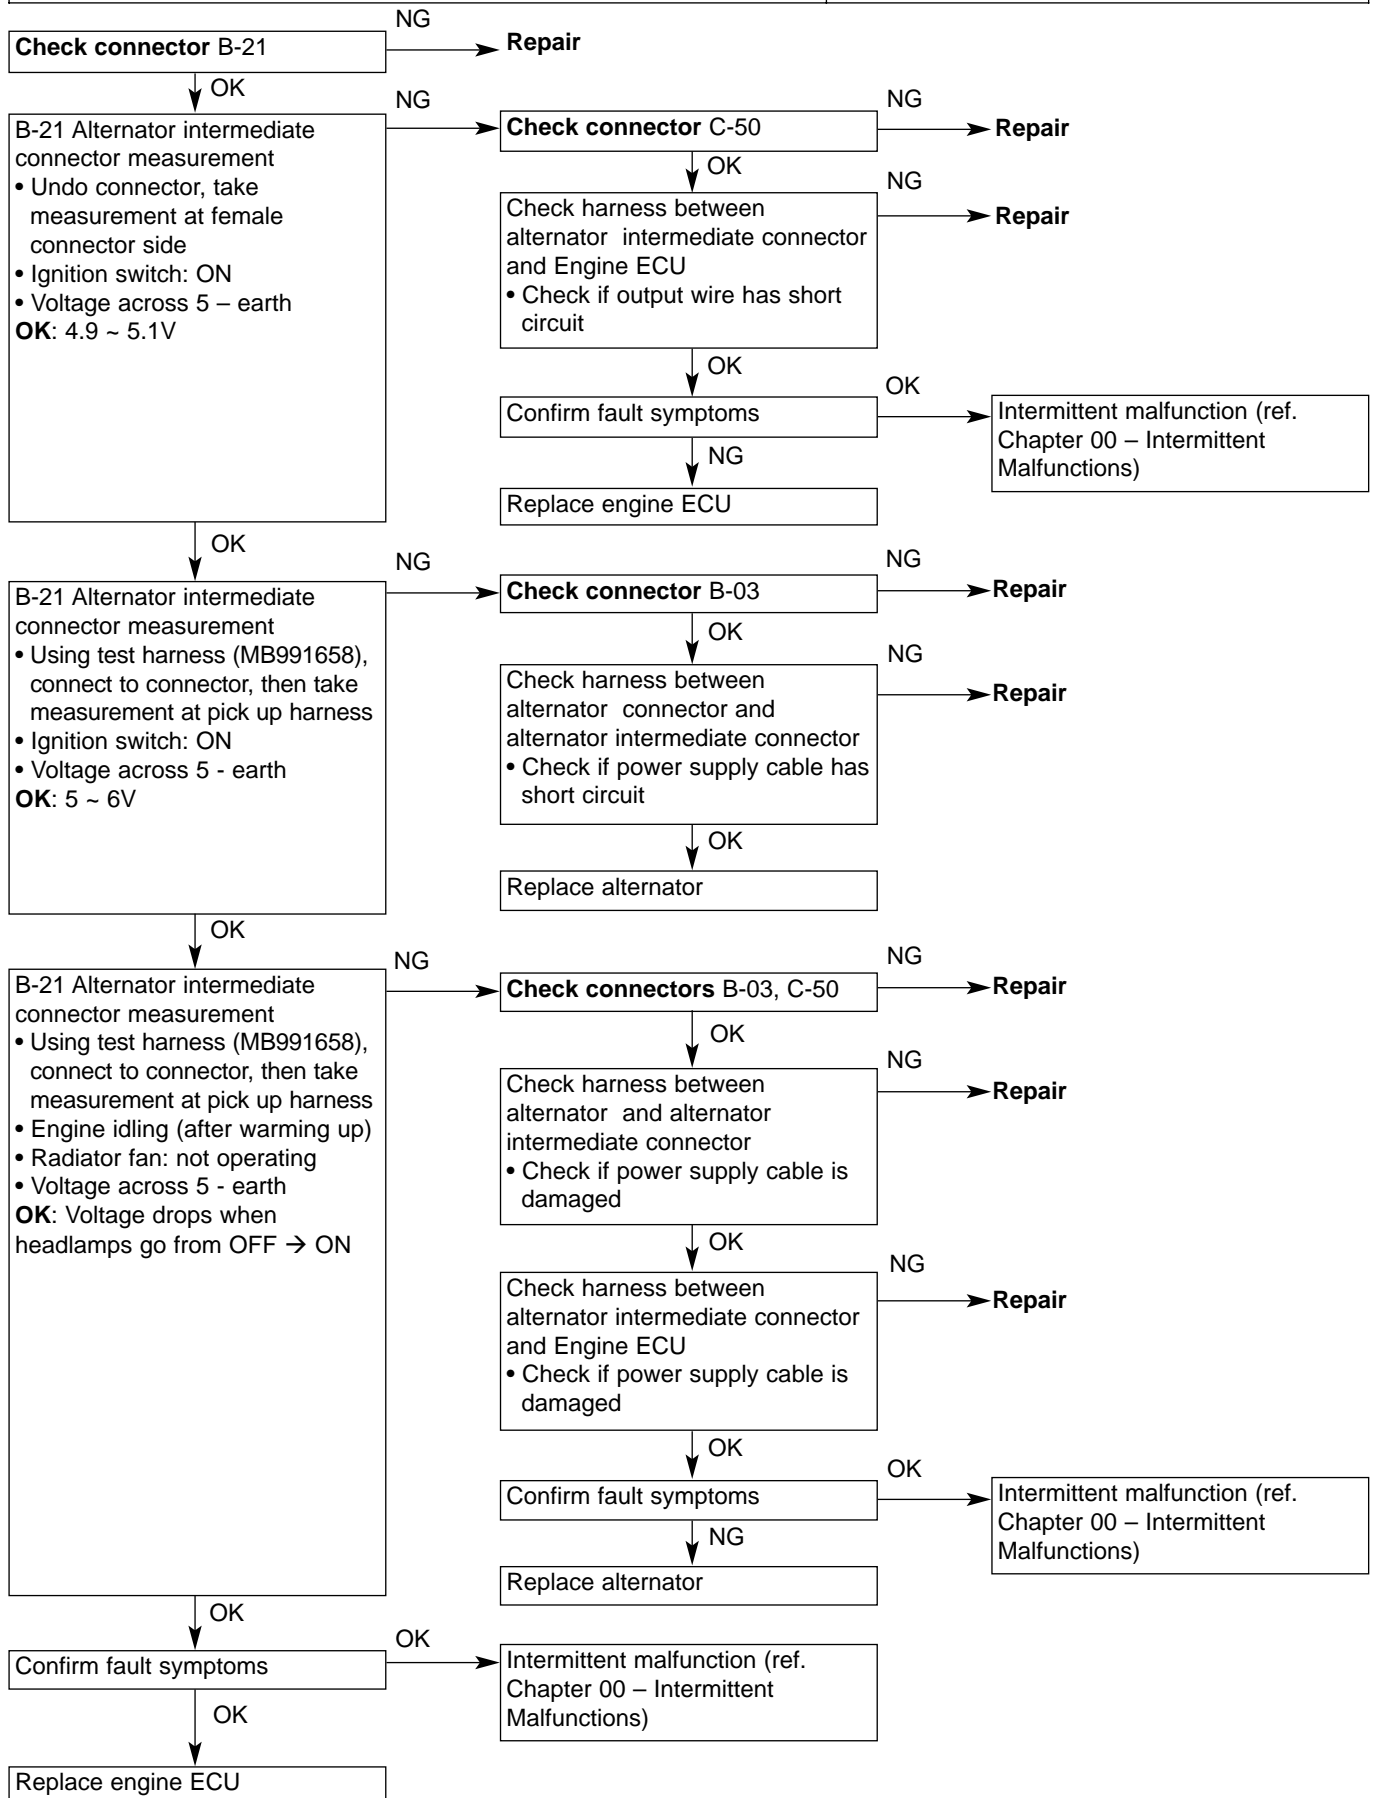 NG
Check connector B-21
Repair
OK
NG
B-21 Alternator intermediate
connector measurement
• Undo connector, take
measurement at female
connector side
• Ignition switch: ON
• Voltage across 5 – earth
OK: 4.9 ~ 5.1V
Check connector C-50
NG
Repair
OK
Check harness between
alternator intermediate connector
and Engine ECU
• Check if output wire has short
circuit
NG
Repair
OK
Confirm fault symptoms
OK
Intermittent malfunction (ref.
Chapter 00 – Intermittent
Malfunctions)
NG
Replace engine ECU
OK
NG
B-21 Alternator intermediate
connector measurement
• Using test harness (MB991658),
connect to connector, then take
measurement at pick up harness
• Ignition switch: ON
• Voltage across 5 - earth
OK: 5 ~ 6V
Check connector B-03
NG
Repair
OK
Check harness between
alternator connector and
alternator intermediate connector
• Check if power supply cable has
short circuit
NG
Repair
OK
Replace alternator
OK
NG
B-21 Alternator intermediate
connector measurement
• Using test harness (MB991658),
connect to connector, then take
measurement at pick up harness
• Engine idling (after warming up)
• Radiator fan: not operating
• Voltage across 5 - earth
OK: Voltage drops when
headlamps go from OFF → ON
Check connectors B-03, C-50
NG
Repair
OK
Check harness between
alternator and alternator
intermediate connector
• Check if power supply cable is
damaged
NG
Repair
OK
Check harness between
alternator intermediate connector
and Engine ECU
• Check if power supply cable is
damaged
NG
Repair
OK
Confirm fault symptoms
OK
Intermittent malfunction (ref.
Chapter 00 – Intermittent
Malfunctions)
NG
Replace alternator
OK
Confirm fault symptoms
OK
Intermittent malfunction (ref.
Chapter 00 – Intermittent
Malfunctions)
OK
Replace engine ECU